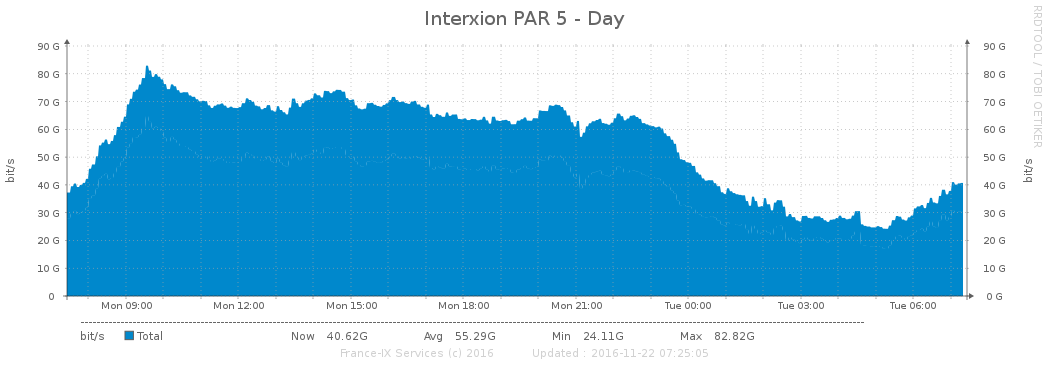 Interxion PAR 5 - Day
RRDTOOL / TOBI OETIKER
bit/s
90 G 90 G
80 G 80 G
70 G 70 G
60 G 60 G
50 G 50 G
40 G 40 G
30 G 30 G
20 G 20 G
10 G 10 G
0 0 G
bit/s
Mon 09:00 Mon 12:00 Mon 15:00 Mon 18:00 Mon 21:00 Tue 00:00 Tue 03:00 Tue 06:00
bit/s Total Now 40.62G Avg 55.29G Min 24.11G Max 82.82G
France-IX Services (c) 2016 Updated : 2016-11-22 07:25:05